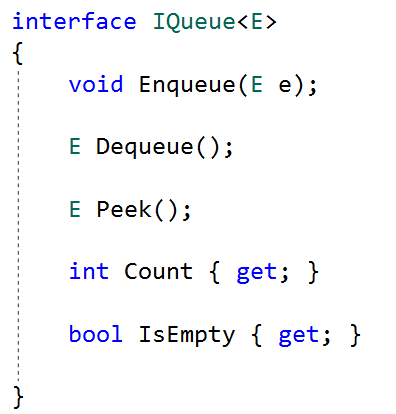 interface IQueue<E>
{
    void Enqueue(E e);
    E Dequeue();
    E Peek();
    int Count { get; }
    bool IsEmpty { get; }
}